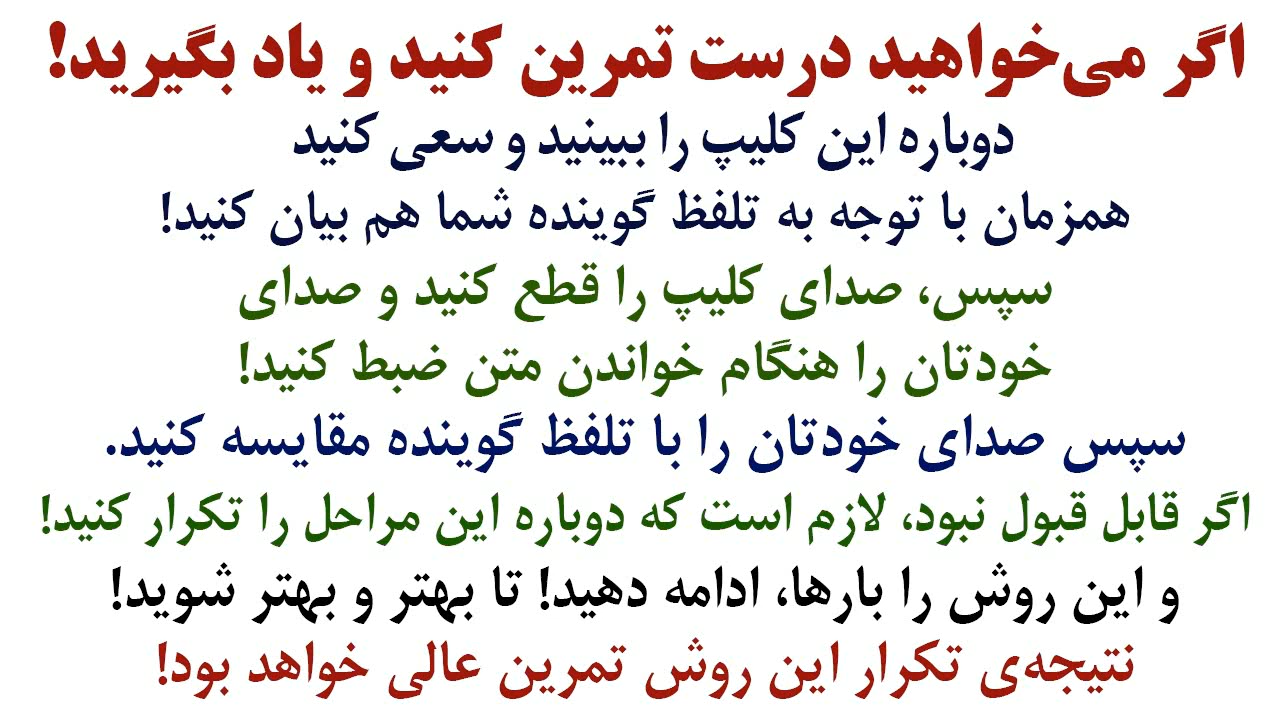 اگر می‌خواهید درست تمرین کنید و یاد بگیرید!
دوباره این کلیپ را ببینید و سعی کنید
همزمان با توجه به تلفظ گوینده شما هم بیان کنید!
سپس، صدای کلیپ را قطع کنید و صدای
خودتان را هنگام خواندن متن ضبط کنید!
سپس صدای خودتان را با تلفظ گوینده مقایسه کنید.
اگر قابل قبول نبود، لازم است که دوباره این مراحل را تکرار کنید!
و این روش را بارها، ادامه دهید! تا بهتر و بهتر شوید!
نتیجه‌ی تکرار این روش تمرین عالی خواهد بود!